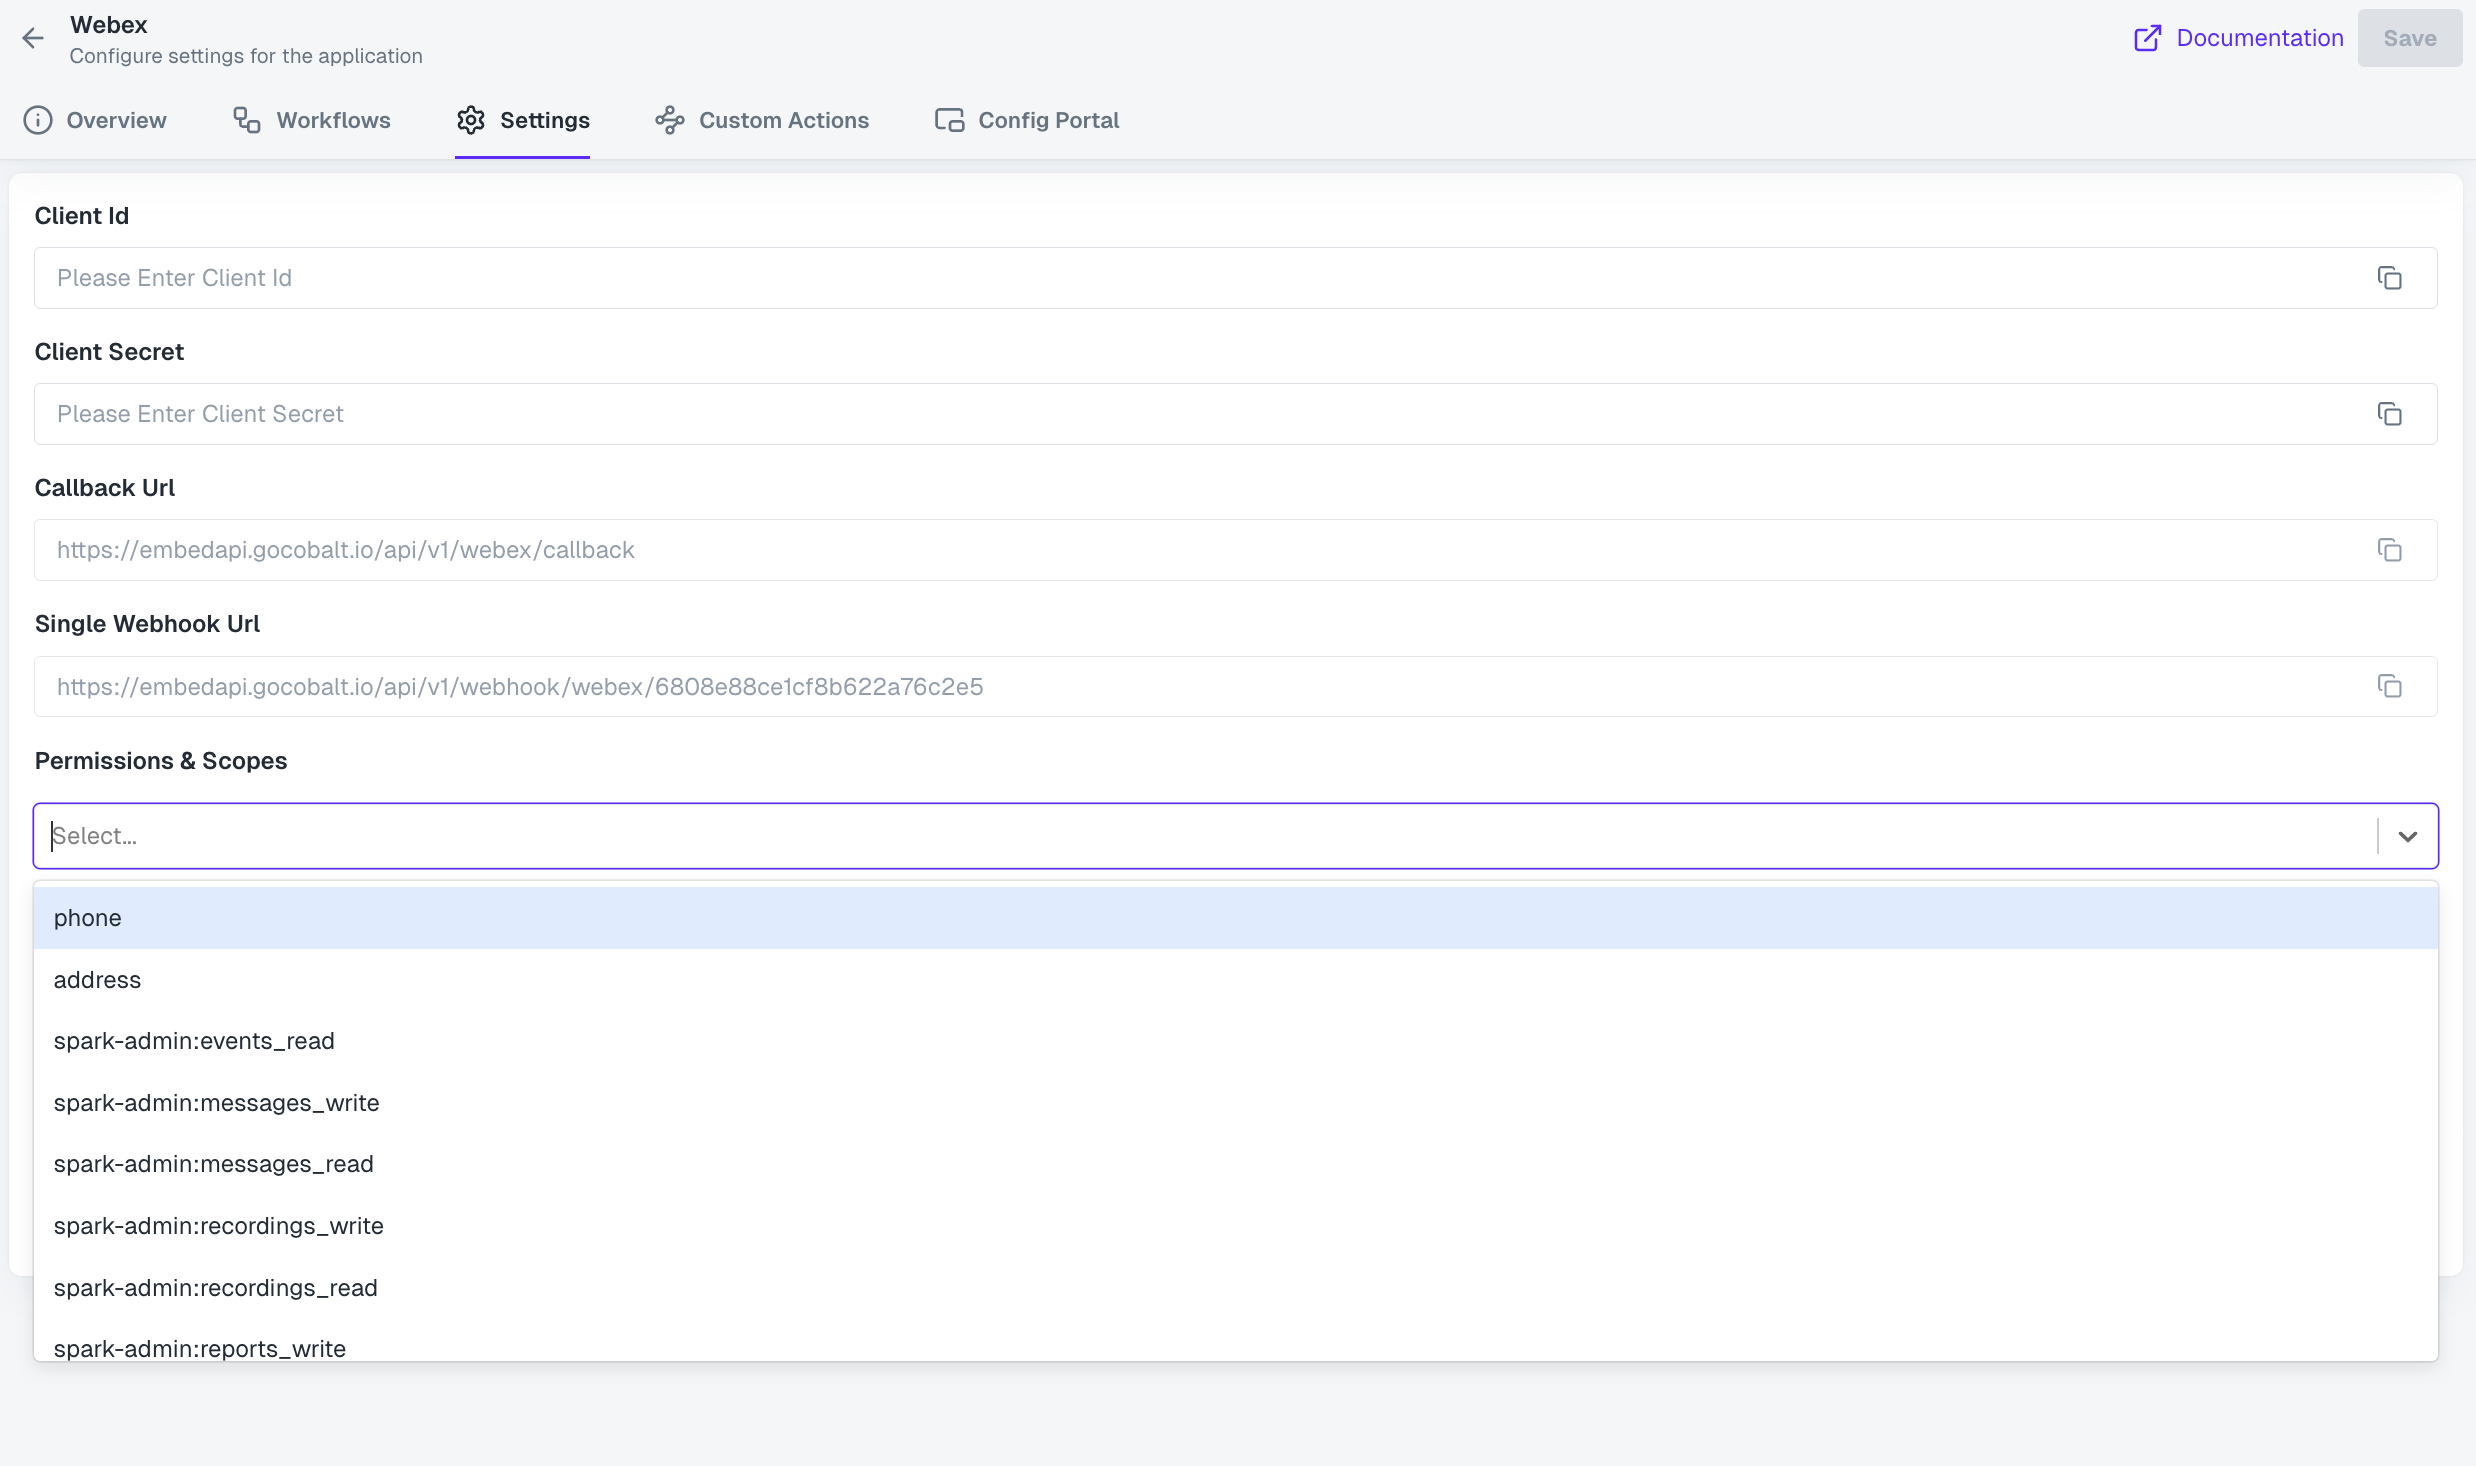 Webex
Configure settings for the application
Documentation
Save
Overview
Workflows
Settings
Custom Actions
Config Portal
Client Id
Please Enter Client Id
Client Secret
Please Enter Client Secret
Callback Url
https://embedapi.gocobalt.io/api/v1/webex/callback
Single Webhook Url
https://embedapi.gocobalt.io/api/v1/webhook/webex/6808e88ce1cf8b622a76c2e5
Permissions & Scopes
Select...
phone
address
spark-admin:events_read
spark-admin:messages_write
spark-admin:messages_read
spark-admin:recordings_write
spark-admin:recordings_read
spark-admin:reports_write